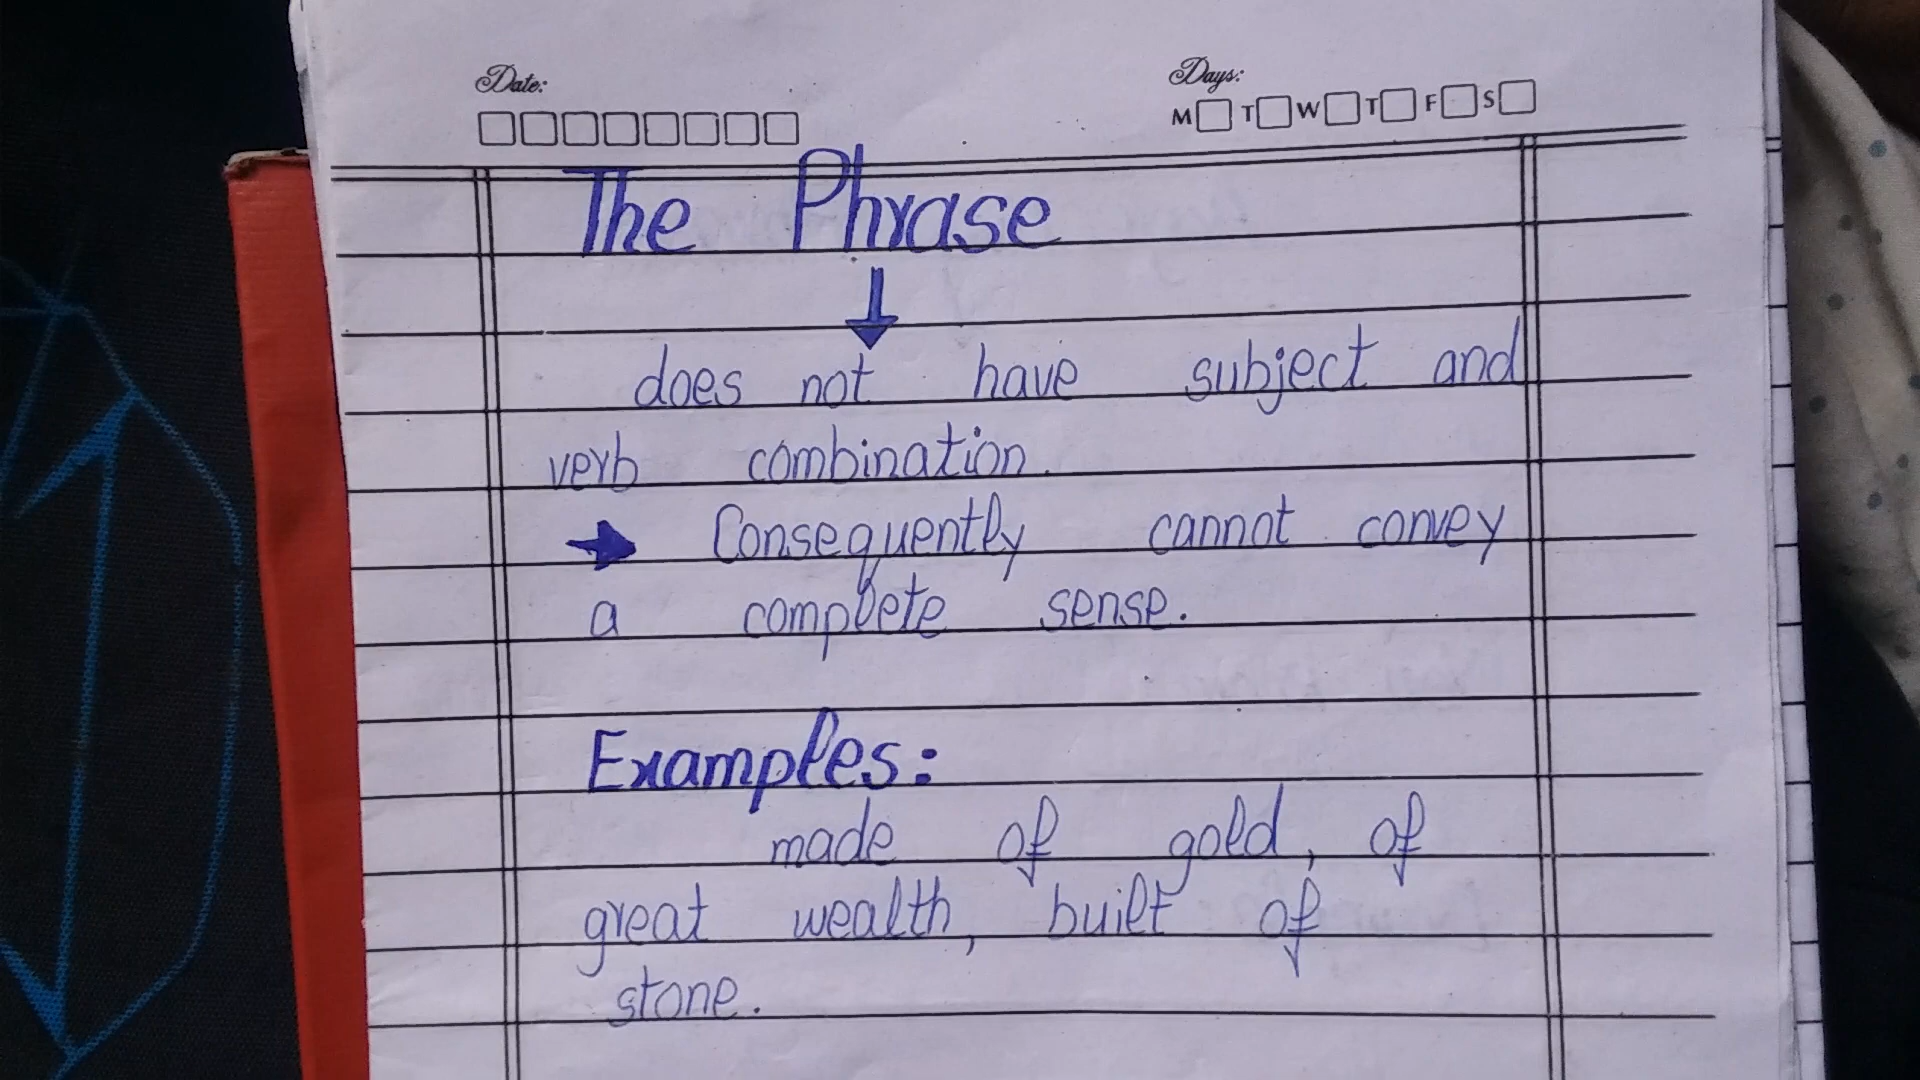 Date:
Days:
M T W T F S
The Phrase
does not have subject and
verb combination.
Consequently cannot convey
a complete sense.
Examples:
made of gold, of
great wealth, built of
stone.